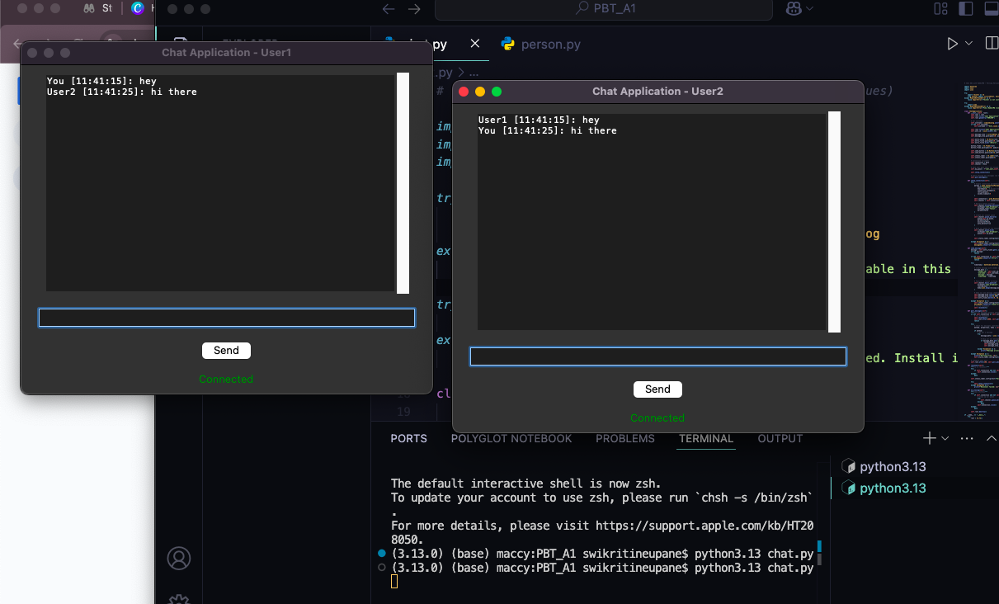 St
PBT_A1
EXPLORER
.py
person.py
Chat Application - User1
You [11:41:15]: hey
User2 [11:41:25]: hi there
Send
Connected
.py > ...
#
ues)
Chat Application - User2
User1 [11:41:15]: hey
You [11:41:25]: hi there
Send
Connected
og
able in this
ed. Install i
ex
ex
cl
18
19
PORTS
POLYGLOT NOTEBOOK
PROBLEMS
TERMINAL
OUTPUT
python3.13
python3.13
The default interactive shell is now zsh.
To update your account to use zsh, please run `chsh -s /bin/zsh`
.
For more details, please visit https://support.apple.com/kb/HT20
8050.
(3.13.0) (base) maccy:PBT_A1 swikritineupane$ python3.13 chat.py
(3.13.0) (base) maccy:PBT_A1 swikritineupane$ python3.13 chat.py